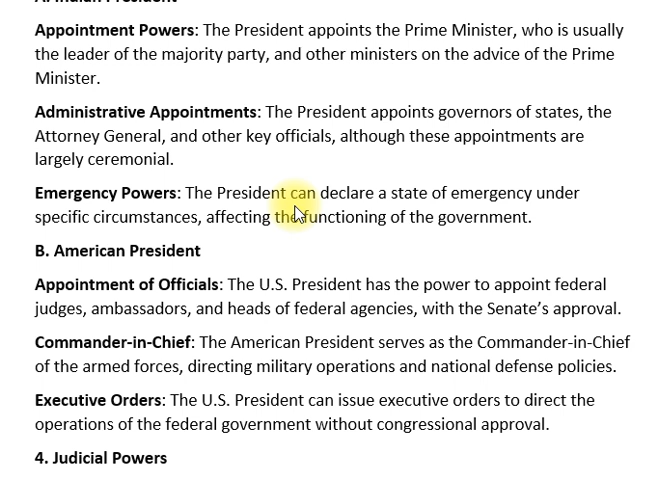 A. Indian President
Appointment Powers: The President appoints the Prime Minister, who is usually
the leader of the majority party, and other ministers on the advice of the Prime
Minister.
Administrative Appointments: The President appoints governors of states, the
Attorney General, and other key officials, although these appointments are
largely ceremonial.
Emergency Powers: The President can declare a state of emergency under
specific circumstances, affecting the functioning of the government.
B. American President
Appointment of Officials: The U.S. President has the power to appoint federal
judges, ambassadors, and heads of federal agencies, with the Senate’s approval.
Commander-in-Chief: The American President serves as the Commander-in-Chief
of the armed forces, directing military operations and national defense policies.
Executive Orders: The U.S. President can issue executive orders to direct the
operations of the federal government without congressional approval.
4. Judicial Powers